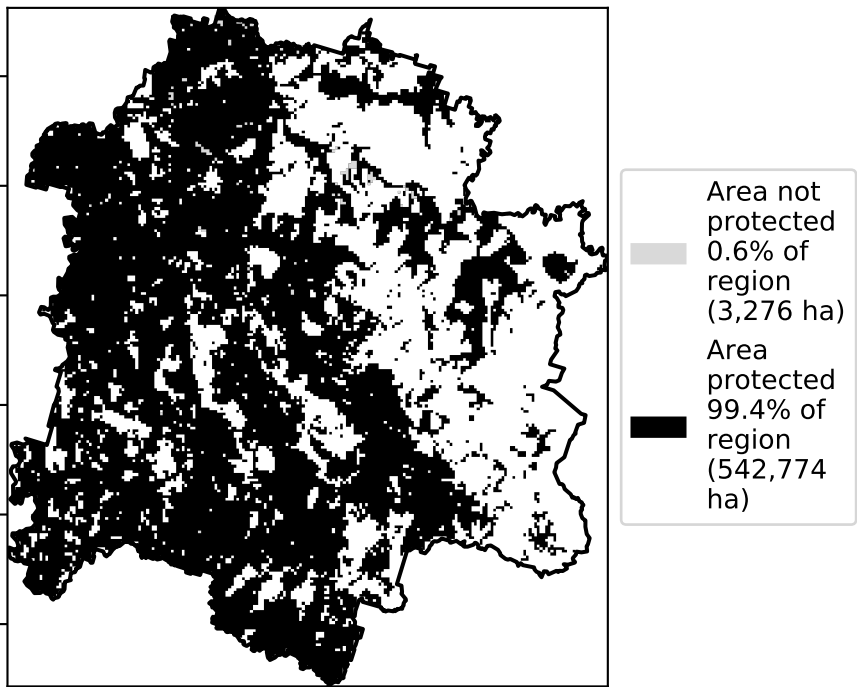 Area not
protected
0.6% of
region
(3,276 ha)
Area
protected
99.4% of
region
(542,774
ha)